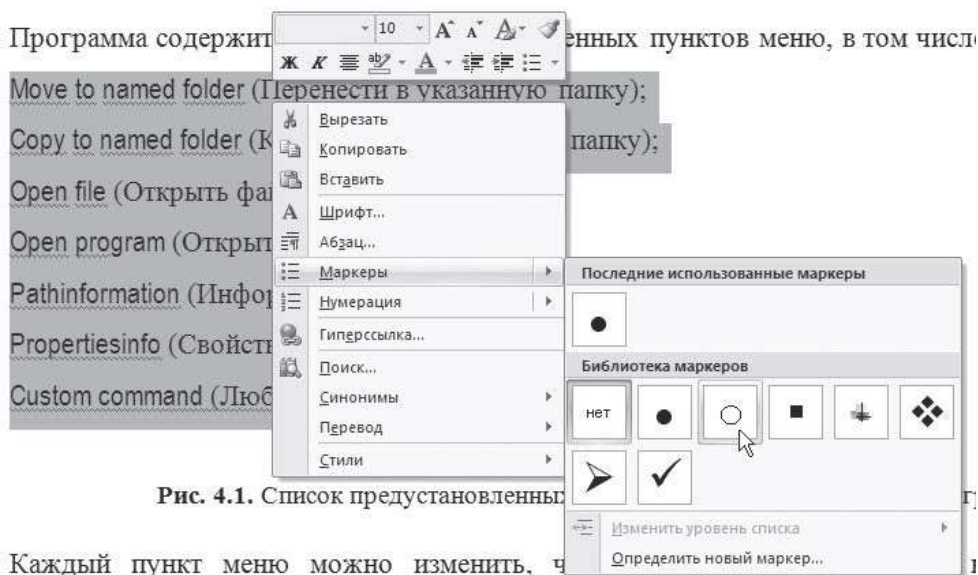 Программа содержит енных пунктов меню, в том числе
10
Ж К
Move to named folder (Перенести в указанную папку);
Copy to named folder (К папку);
Open file (Открыть фа
Open program (Открыт
Pathinformation (Инфор
Propertiesinfo (Свойств
Custom command (Люб
Вырезать
Копировать
Вставить
Шрифт...
Абзац...
Маркеры
Нумерация
Гиперссылка...
Поиск...
Синонимы
Перевод
Стили
Последние использованные маркеры
Библиотека маркеров
нет
Изменить уровень списка
Определить новый маркер...
Рис. 4.1. Список предустановленны
Каждый пункт меню можно изменить, ч